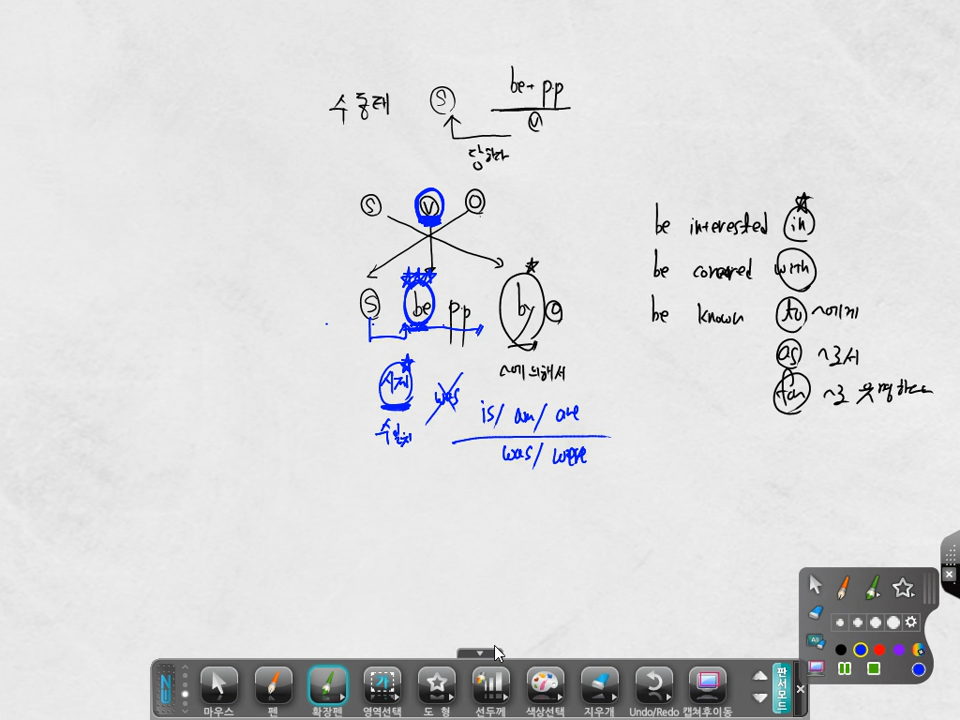 수동태 S be+ p.p
V
당하다
S V O
S be p.p by O
~에 의해서
시제 was
수일치 is/ am/ are
was/ were
be interested in
be covered with
be known to ~에게
as ~로서
for ~로 유명하다
NU
가
마우스 펜 확장펜 영역선택 도 형 선두께 색상선택 지우개 Undo/Redo 캡쳐후이동
판서모드